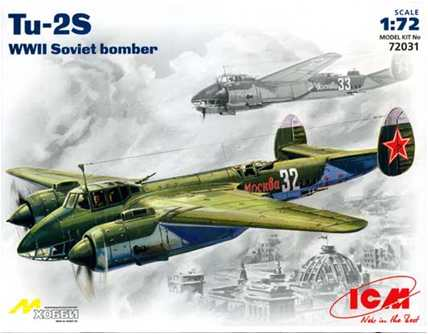 Tu-2S
WWII Soviet bomber
SCALE
1:72
MODEL KIT No
72031
33
Москва 32
М
ХОББИ
ICM